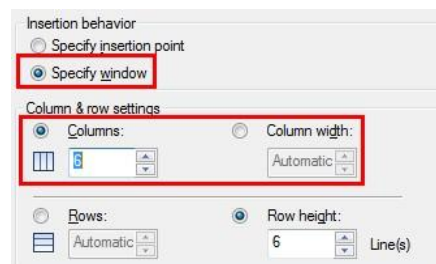 Insertion behavior
Specify insertion point
Specify window
Column & row settings
Columns: Column width:
6 Automatic
Rows: Row height:
Automatic 6 Line(s)